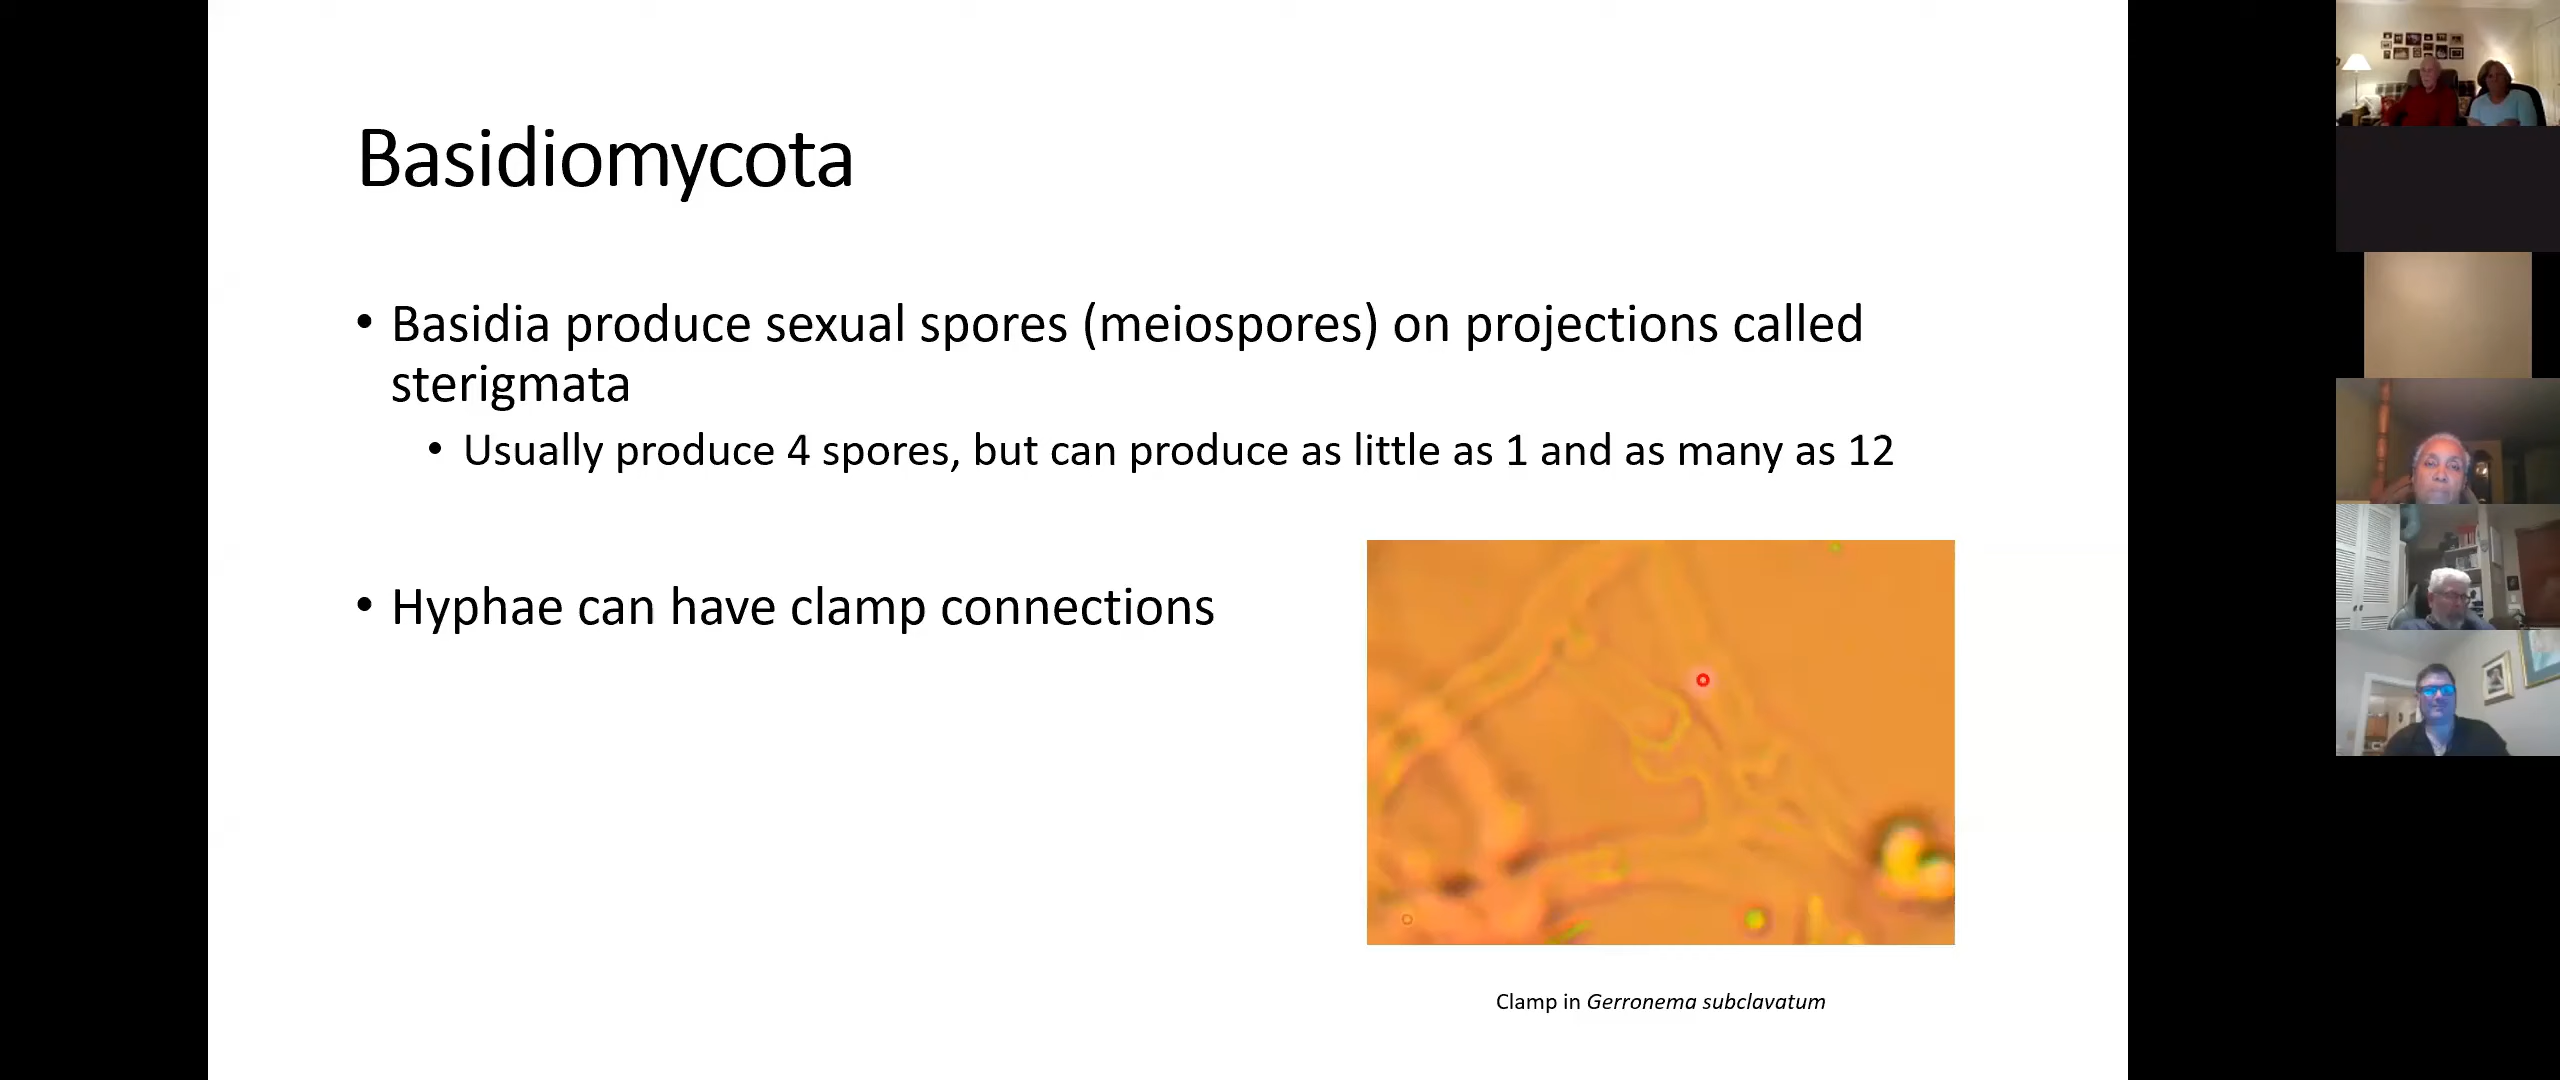 Basidiomycota
• Basidia produce sexual spores (meiospores) on projections called
sterigmata
• Usually produce 4 spores, but can produce as little as 1 and as many as 12
• Hyphae can have clamp connections
Clamp in Gerronema subclavatum